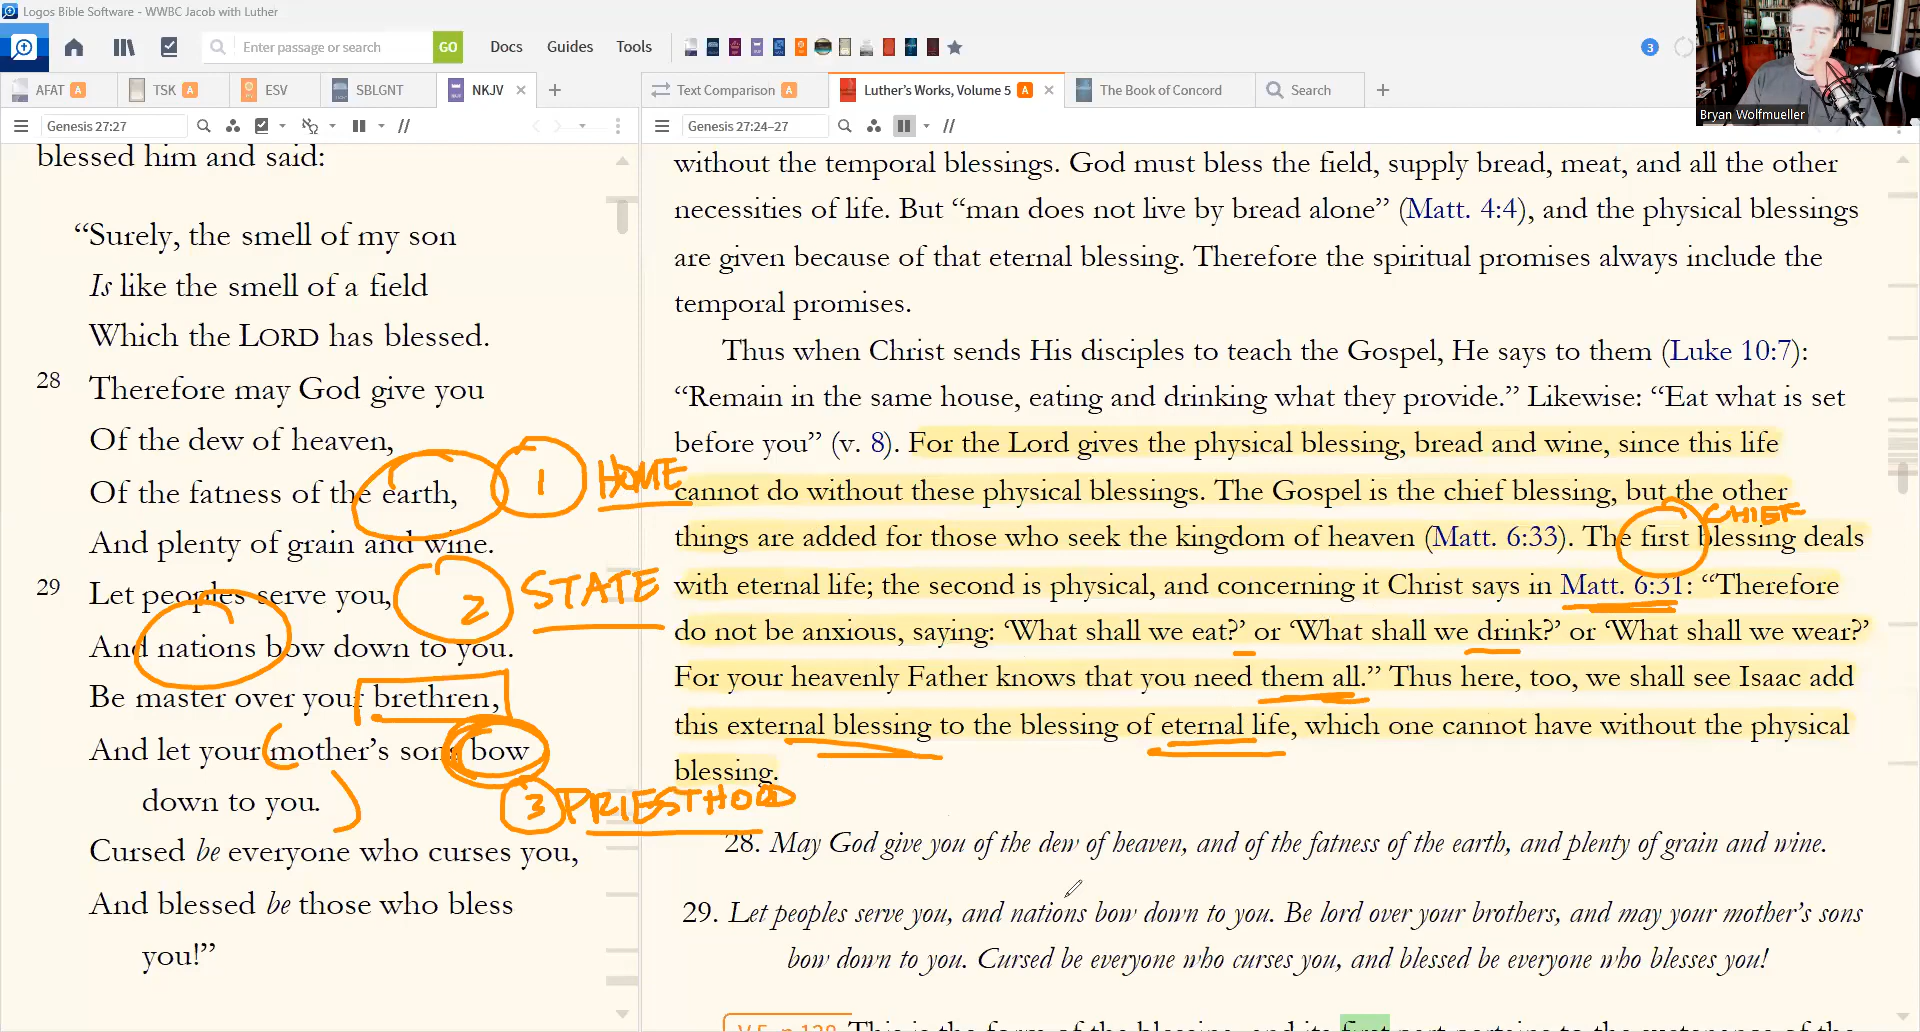 Logos Bible Software - WWBC Jacob with Luther
Enter passage or search
GO
Docs
Guides
Tools
3
AFAT A
TSK A
ESV
SBLGNT
NKJV
Text Comparison A
Luther's Works, Volume 5 A
The Book of Concord
Search
Bryan Wolfmueller
Genesis 27:27
Genesis 27:24–27
blessed him and said:
“Surely, the smell of my son
Is like the smell of a field
Which the LORD has blessed.
28 Therefore may God give you
Of the dew of heaven,
Of the fatness of the earth,
And plenty of grain and wine.
29 Let peoples serve you,
And nations bow down to you.
Be master over your brethren,
And let your mother’s sons bow
down to you.
Cursed be everyone who curses you,
And blessed be those who bless
you!”
1 HOME
2 STATE
3 PRIESTHOOD
without the temporal blessings. God must bless the field, supply bread, meat, and all the other
necessities of life. But “man does not live by bread alone” (Matt. 4:4), and the physical blessings
are given because of that eternal blessing. Therefore the spiritual promises always include the
temporal promises.
Thus when Christ sends His disciples to teach the Gospel, He says to them (Luke 10:7):
“Remain in the same house, eating and drinking what they provide.” Likewise: “Eat what is set
before you” (v. 8). For the Lord gives the physical blessing, bread and wine, since this life
cannot do without these physical blessings. The Gospel is the chief blessing, but the other
CHIEF
things are added for those who seek the kingdom of heaven (Matt. 6:33). The first blessing deals
with eternal life; the second is physical, and concerning it Christ says in Matt. 6:31: “Therefore
do not be anxious, saying: ‘What shall we eat?’ or ‘What shall we drink?’ or ‘What shall we wear?’
For your heavenly Father knows that you need them all.” Thus here, too, we shall see Isaac add
this external blessing to the blessing of eternal life, which one cannot have without the physical
blessing.
28. May God give you of the dew of heaven, and of the fatness of the earth, and plenty of grain and wine.
29. Let peoples serve you, and nations bow down to you. Be lord over your brothers, and may your mother’s sons
bow down to you. Cursed be everyone who curses you, and blessed be everyone who blesses you!
V 5, p 138 This is the form of the blessing, and its first part pertains to the sustenance of the